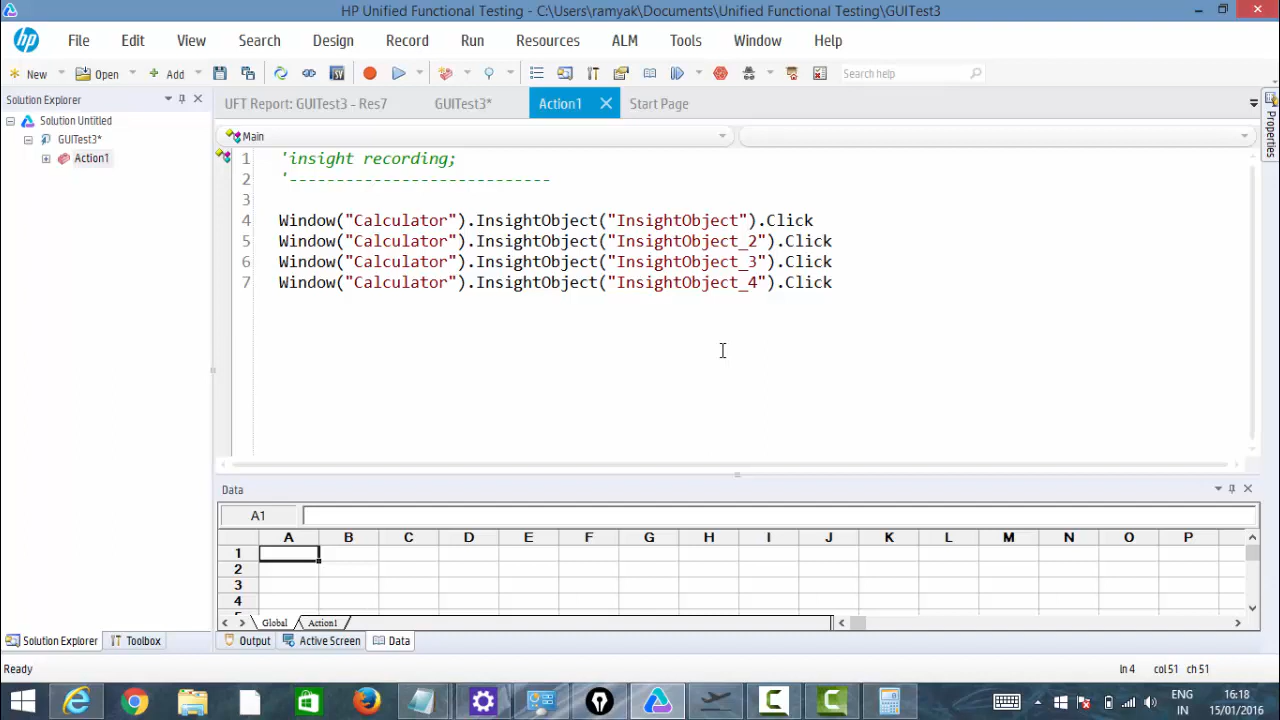 HP Unified Functional Testing - C:\Users\ramyak\Documents\Unified Functional Testing\GUITest3
hp File Edit View Search Design Record Run Resources ALM Tools Window Help
New Open Add Search help
Solution Explorer
UFT Report: GUITest3 - Res7 GUITest3* Action1 Start Page
Solution Untitled
GUITest3*
Action1
Main
Properties
1 'insight recording;
2 '----------------------------
3
4 Window("Calculator").InsightObject("InsightObject").Click
5 Window("Calculator").InsightObject("InsightObject_2").Click
6 Window("Calculator").InsightObject("InsightObject_3").Click
7 Window("Calculator").InsightObject("InsightObject_4").Click
Data
A1
A B C D E F G H I J K L M N O P
1
2
3
4
Global Action1
Solution Explorer Toolbox Output Active Screen Data
Ready ln 4 col 51 ch 51
ENG 16:18
IN 15/01/2016